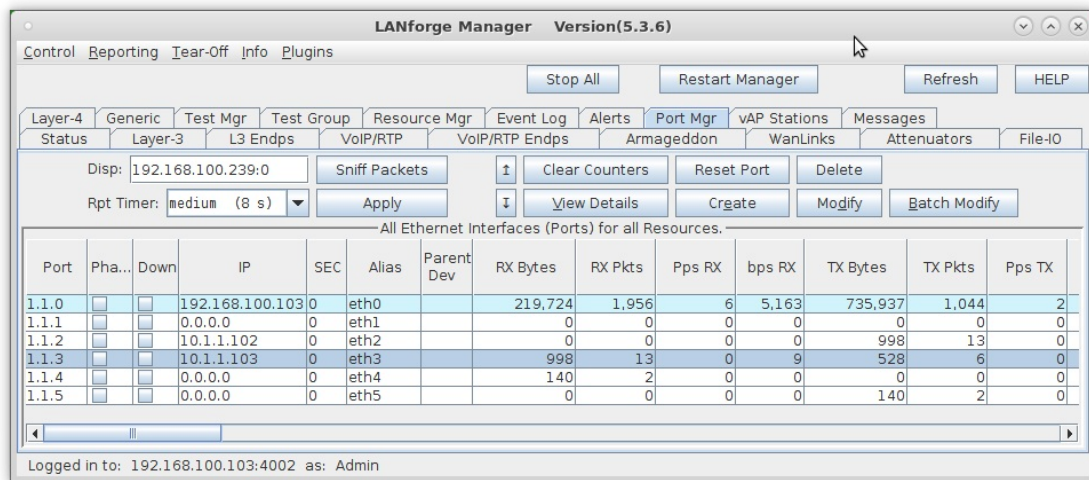 LANforge Manager Version(5.3.6)
Control Reporting Tear-Off Info Plugins
Stop All Restart Manager Refresh HELP
Layer-4 Generic Test Mgr Test Group Resource Mgr Event Log Alerts Port Mgr vAP Stations Messages
Status Layer-3 L3 Endps VoIP/RTP VoIP/RTP Endps Armageddon WanLinks Attenuators File-IO
Disp: 192.168.100.239:0 Sniff Packets Clear Counters Reset Port Delete
Rpt Timer: medium (8 s) Apply View Details Create Modify Batch Modify
All Ethernet Interfaces (Ports) for all Resources.
Port Pha... Down IP SEC Alias Parent Dev RX Bytes RX Pkts Pps RX bps RX TX Bytes TX Pkts Pps TX
1.1.0 192.168.100.103 0 eth0 219,724 1,956 6 5,163 735,937 1,044 2
1.1.1 0.0.0.0 0 eth1 0 0 0 0 0 0 0
1.1.2 10.1.1.102 0 eth2 0 0 0 0 998 13 0
1.1.3 10.1.1.103 0 eth3 998 13 0 9 528 6 0
1.1.4 0.0.0.0 0 eth4 140 2 0 0 0 0 0
1.1.5 0.0.0.0 0 eth5 0 0 0 0 140 2 0
Logged in to: 192.168.100.103:4002 as: Admin